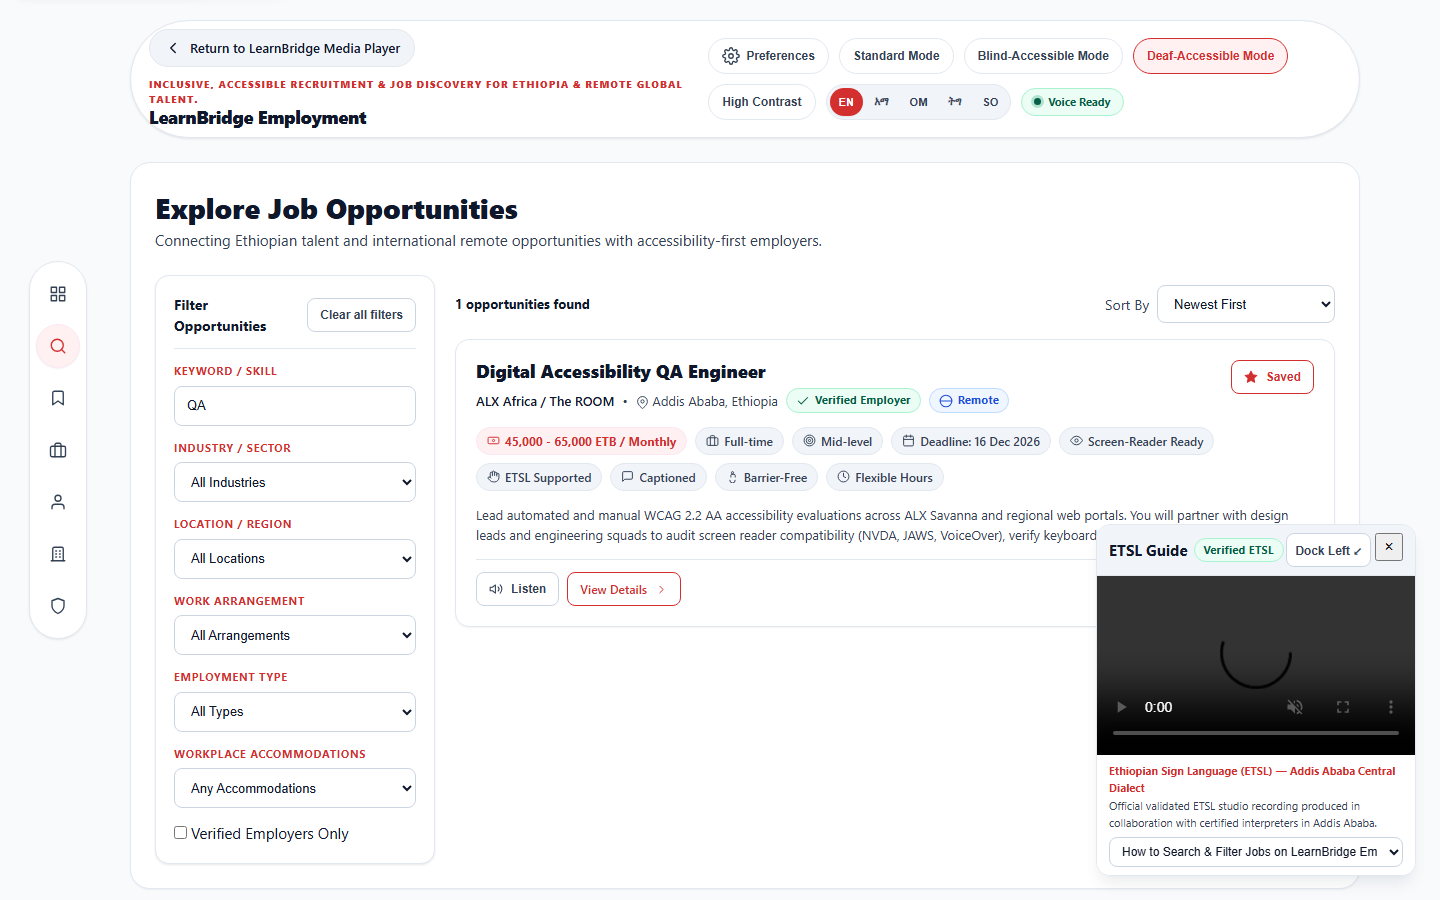 Return to LearnBridge Media Player
INCLUSIVE, ACCESSIBLE RECRUITMENT & JOB DISCOVERY FOR ETHIOPIA & REMOTE GLOBAL
TALENT.
LearnBridge Employment
Preferences
Standard Mode
Blind-Accessible Mode
Deaf-Accessible Mode
High Contrast
EN
አማ
OM
ትግ
SO
Voice Ready
Explore Job Opportunities
Connecting Ethiopian talent and international remote opportunities with accessibility-first employers.
Filter
Opportunities
Clear all filters
KEYWORD / SKILL
QA
INDUSTRY / SECTOR
All Industries
LOCATION / REGION
All Locations
WORK ARRANGEMENT
All Arrangements
EMPLOYMENT TYPE
All Types
WORKPLACE ACCOMMODATIONS
Any Accommodations
Verified Employers Only
1 opportunities found
Sort By
Newest First
Digital Accessibility QA Engineer
Saved
ALX Africa / The ROOM • Addis Ababa, Ethiopia
Verified Employer
Remote
45,000 - 65,000 ETB / Monthly
Full-time
Mid-level
Deadline: 16 Dec 2026
Screen-Reader Ready
ETSL Supported
Captioned
Barrier-Free
Flexible Hours
Lead automated and manual WCAG 2.2 AA accessibility evaluations across ALX Savanna and regional web portals. You will partner with design
leads and engineering squads to audit screen reader compatibility (NVDA, JAWS, VoiceOver), verify keyboard
Listen
View Details
ETSL Guide
Verified ETSL
Dock Left ↙
×
0:00
Ethiopian Sign Language (ETSL) — Addis Ababa Central
Dialect
Official validated ETSL studio recording produced in
collaboration with certified interpreters in Addis Ababa.
How to Search & Filter Jobs on LearnBridge Em